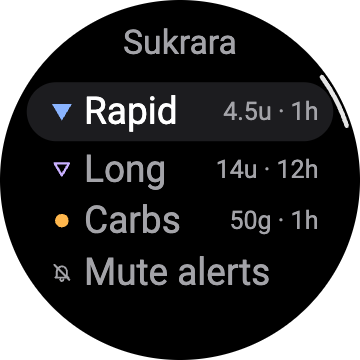 Sukrara
Rapid 4.5u · 1h
Long 14u · 12h
Carbs 50g · 1h
Mute alerts